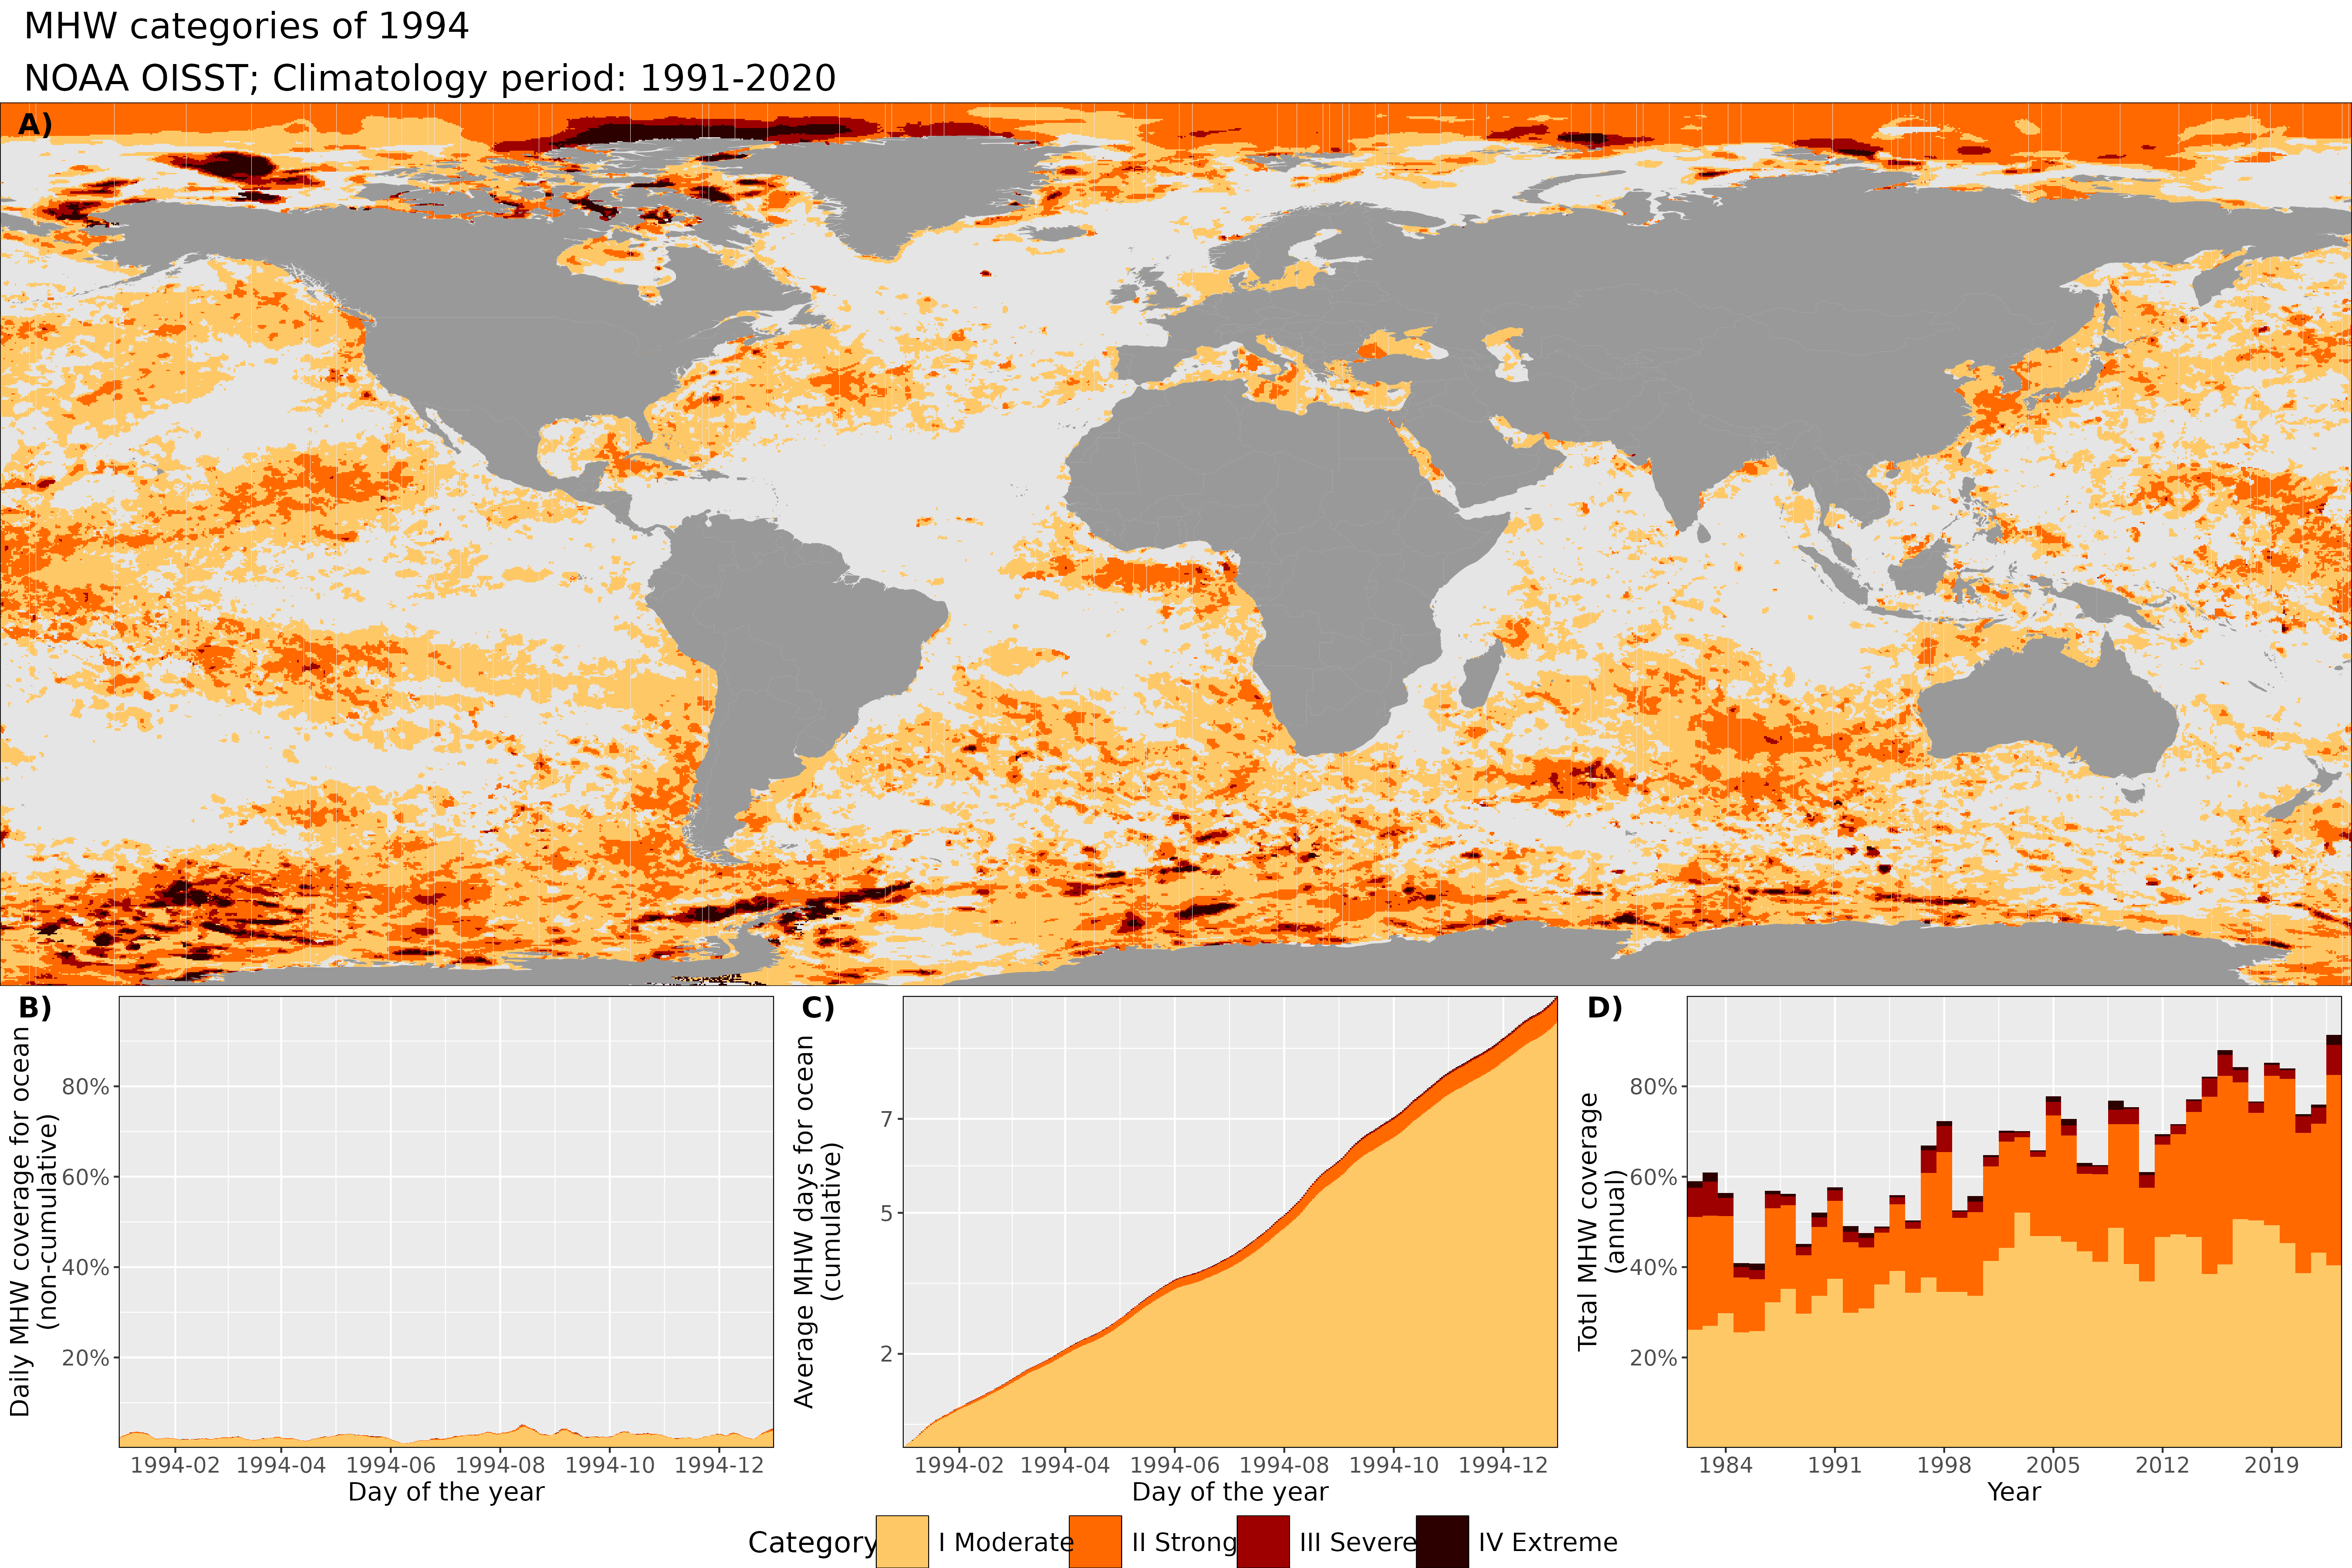 MHW categories of 1994
NOAA OISST; Climatology period: 1991-2020
A)
B)
Daily MHW coverage for ocean
(non-cumulative)
80%
60%
40%
20%
1994-02 1994-04 1994-06 1994-08 1994-10 1994-12
Day of the year
C)
Average MHW days for ocean
(cumulative)
7
5
2
1994-02 1994-04 1994-06 1994-08 1994-10 1994-12
Day of the year
D)
Total MHW coverage
(annual)
80%
60%
40%
20%
1984 1991 1998 2005 2012 2019
Year
Category I Moderate II Strong III Severe IV Extreme